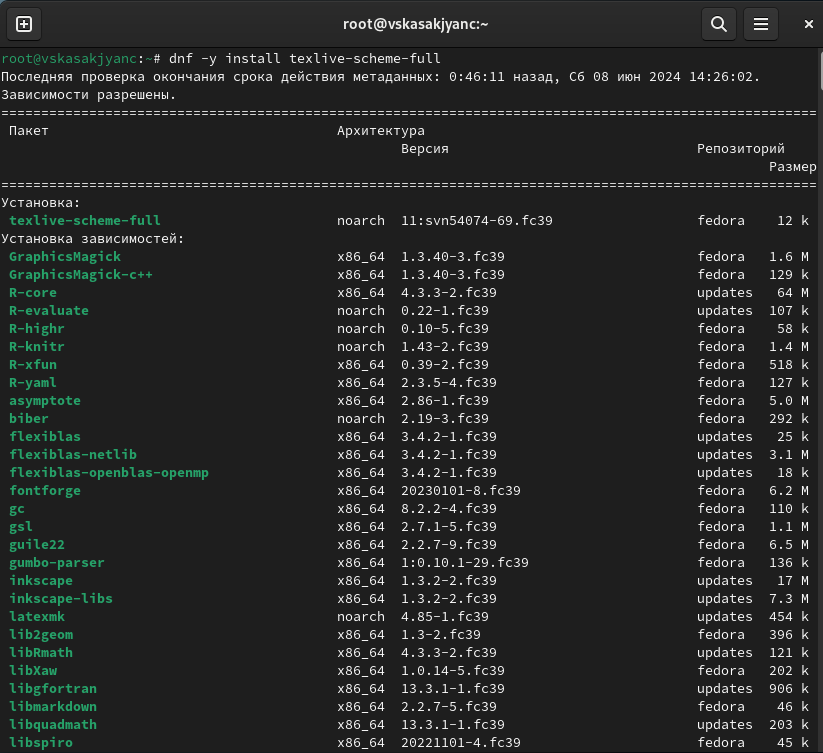 root@vskasakjyanc:~
root@vskasakjyanc:~# dnf -y install texlive-scheme-full
Последняя проверка окончания срока действия метаданных: 0:46:11 назад, Сб 08 июн 2024 14:26:02.
Зависимости разрешены.
================================================================================
Пакет Архитектура
Версия Репозиторий
Размер
================================================================================
Установка:
texlive-scheme-full noarch 11:svn54074-69.fc39 fedora 12 k
Установка зависимостей:
GraphicsMagick x86_64 1.3.40-3.fc39 fedora 1.6 M
GraphicsMagick-c++ x86_64 1.3.40-3.fc39 fedora 129 k
R-core x86_64 4.3.3-2.fc39 updates 64 M
R-evaluate noarch 0.22-1.fc39 updates 107 k
R-highr noarch 0.10-5.fc39 fedora 58 k
R-knitr noarch 1.43-2.fc39 fedora 1.4 M
R-xfun x86_64 0.39-2.fc39 fedora 518 k
R-yaml x86_64 2.3.5-4.fc39 fedora 127 k
asymptote x86_64 2.86-1.fc39 fedora 5.0 M
biber noarch 2.19-3.fc39 fedora 292 k
flexiblas x86_64 3.4.2-1.fc39 updates 25 k
flexiblas-netlib x86_64 3.4.2-1.fc39 updates 3.1 M
flexiblas-openblas-openmp x86_64 3.4.2-1.fc39 updates 18 k
fontforge x86_64 20230101-8.fc39 fedora 6.2 M
gc x86_64 8.2.2-4.fc39 fedora 110 k
gsl x86_64 2.7.1-5.fc39 fedora 1.1 M
guile22 x86_64 2.2.7-9.fc39 fedora 6.5 M
gumbo-parser x86_64 1:0.10.1-29.fc39 fedora 136 k
inkscape x86_64 1.3.2-2.fc39 updates 17 M
inkscape-libs x86_64 1.3.2-2.fc39 updates 7.3 M
latexmk noarch 4.85-1.fc39 updates 454 k
lib2geom x86_64 1.3-2.fc39 fedora 396 k
libRmath x86_64 4.3.3-2.fc39 updates 121 k
libXaw x86_64 1.0.14-5.fc39 fedora 202 k
libgfortran x86_64 13.3.1-1.fc39 updates 906 k
libmarkdown x86_64 2.2.7-5.fc39 fedora 46 k
libquadmath x86_64 13.3.1-1.fc39 updates 203 k
libspiro x86_64 20221101-4.fc39 fedora 45 k